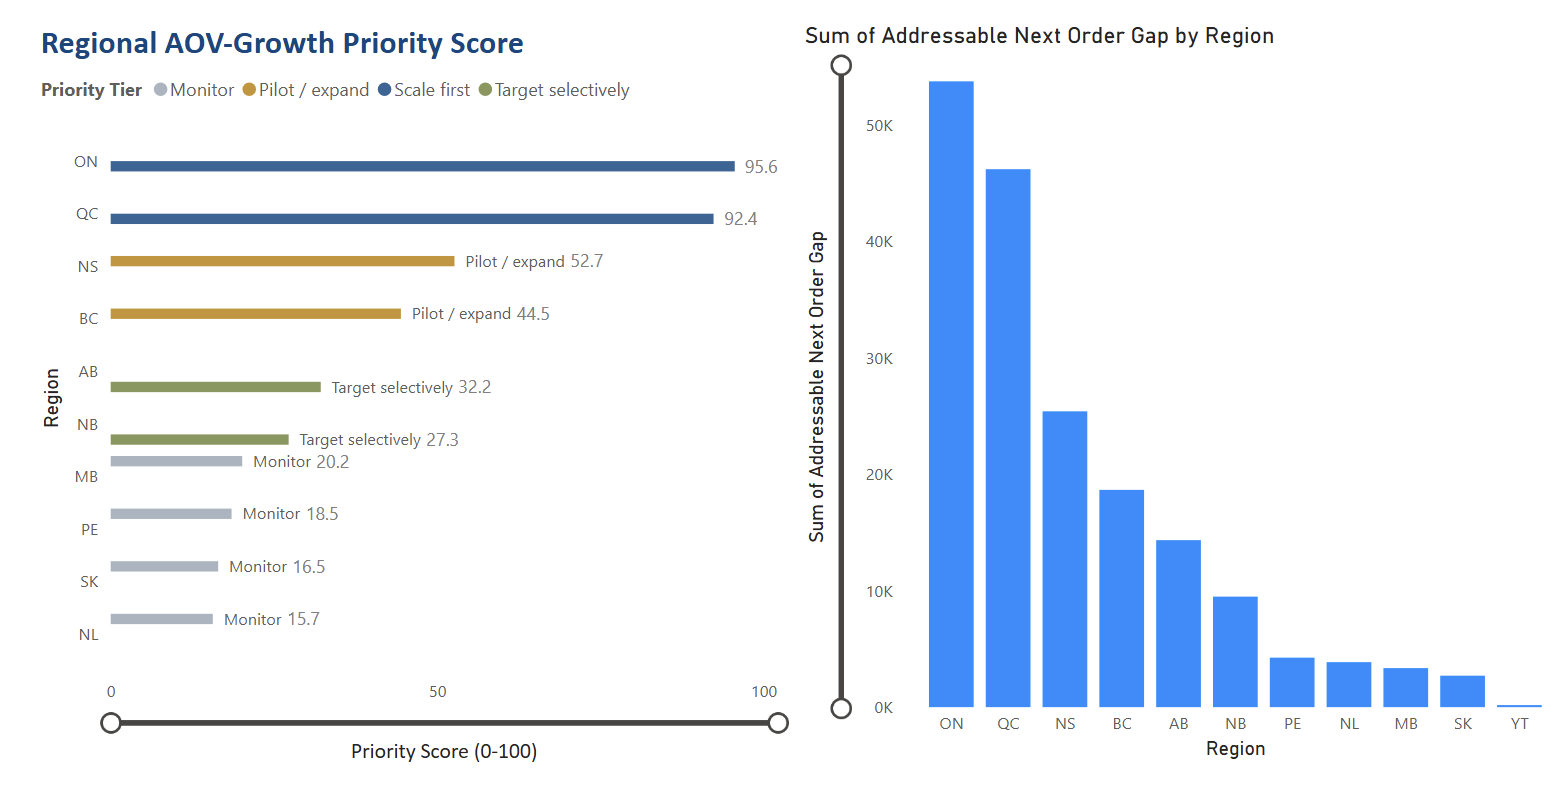 Regional AOV-Growth Priority Score
Priority Tier Monitor Pilot / expand Scale first Target selectively
Region
ON 95.6
QC 92.4
NS Pilot / expand 52.7
BC Pilot / expand 44.5
AB Target selectively 32.2
NB Target selectively 27.3
MB Monitor 20.2
PE Monitor 18.5
SK Monitor 16.5
NL Monitor 15.7
0 50 100
Priority Score (0-100)
Sum of Addressable Next Order Gap by Region
Sum of Addressable Next Order Gap
50K
40K
30K
20K
10K
0K
ON QC NS BC AB NB PE NL MB SK YT
Region